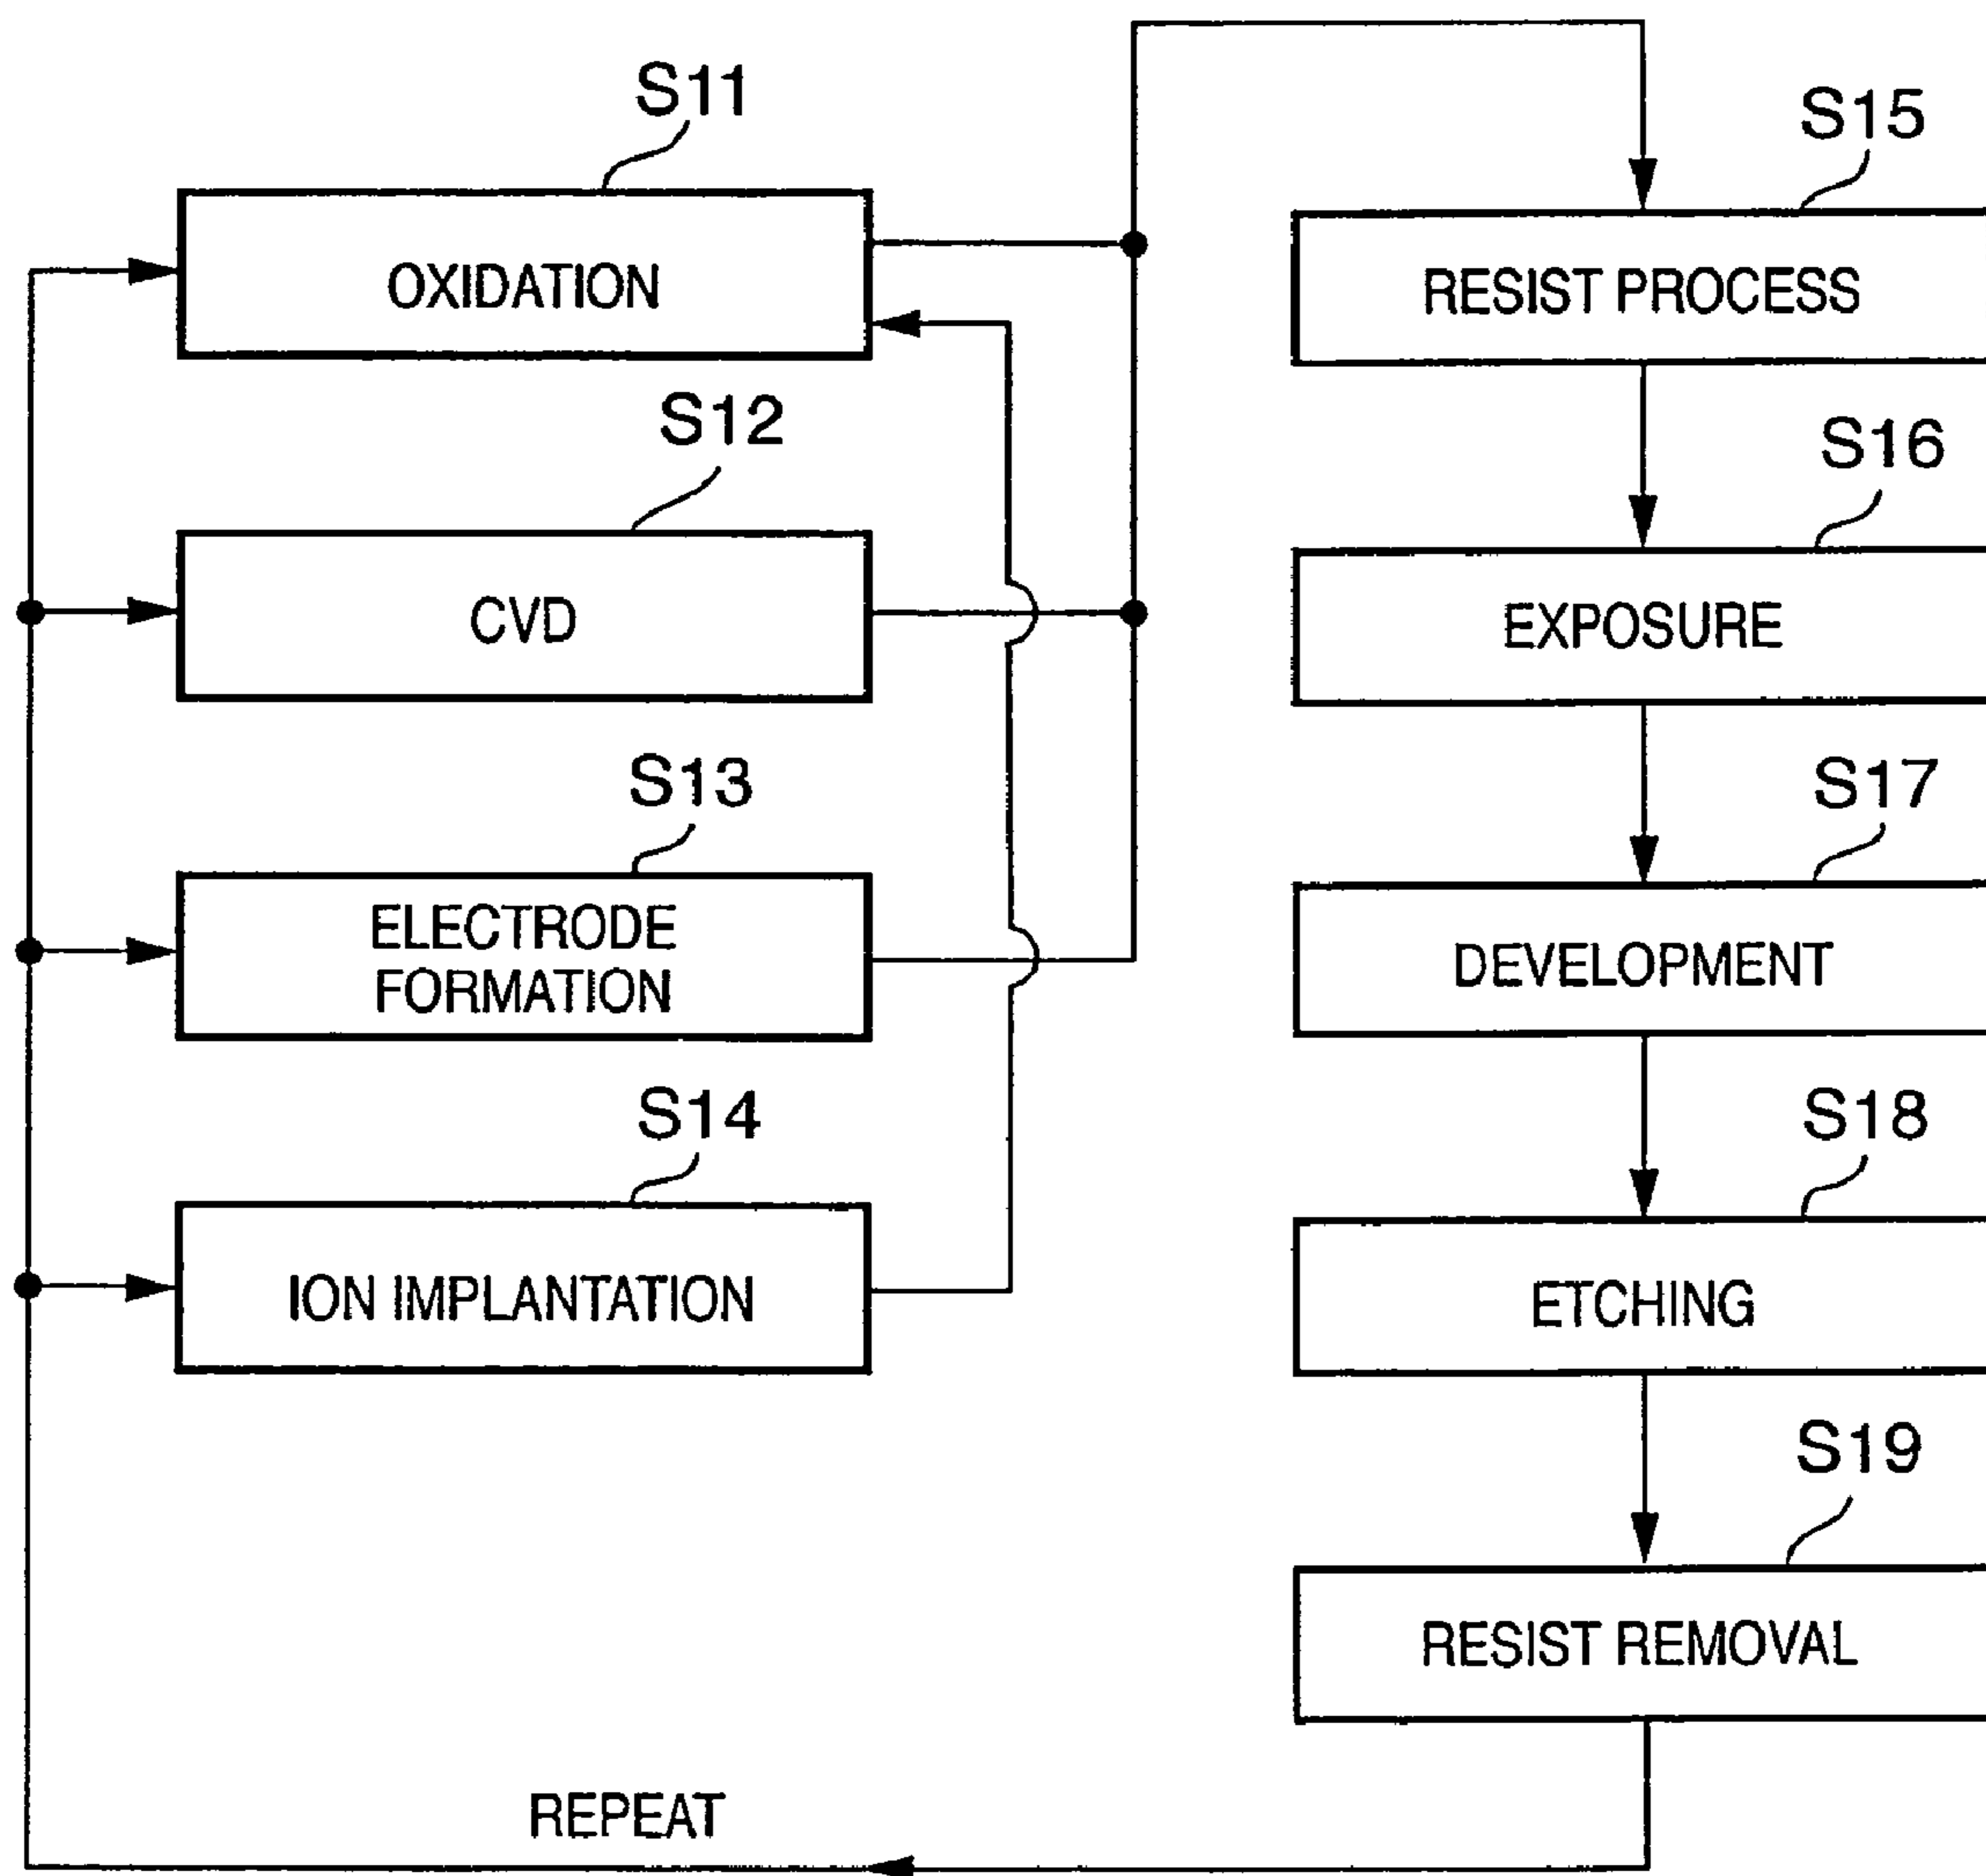 S11
OXIDATION
S12
CVD
S13
ELECTRODE
FORMATION
S14
ION IMPLANTATION
S15
RESIST PROCESS
S16
EXPOSURE
S17
DEVELOPMENT
S18
ETCHING
S19
RESIST REMOVAL
REPEAT